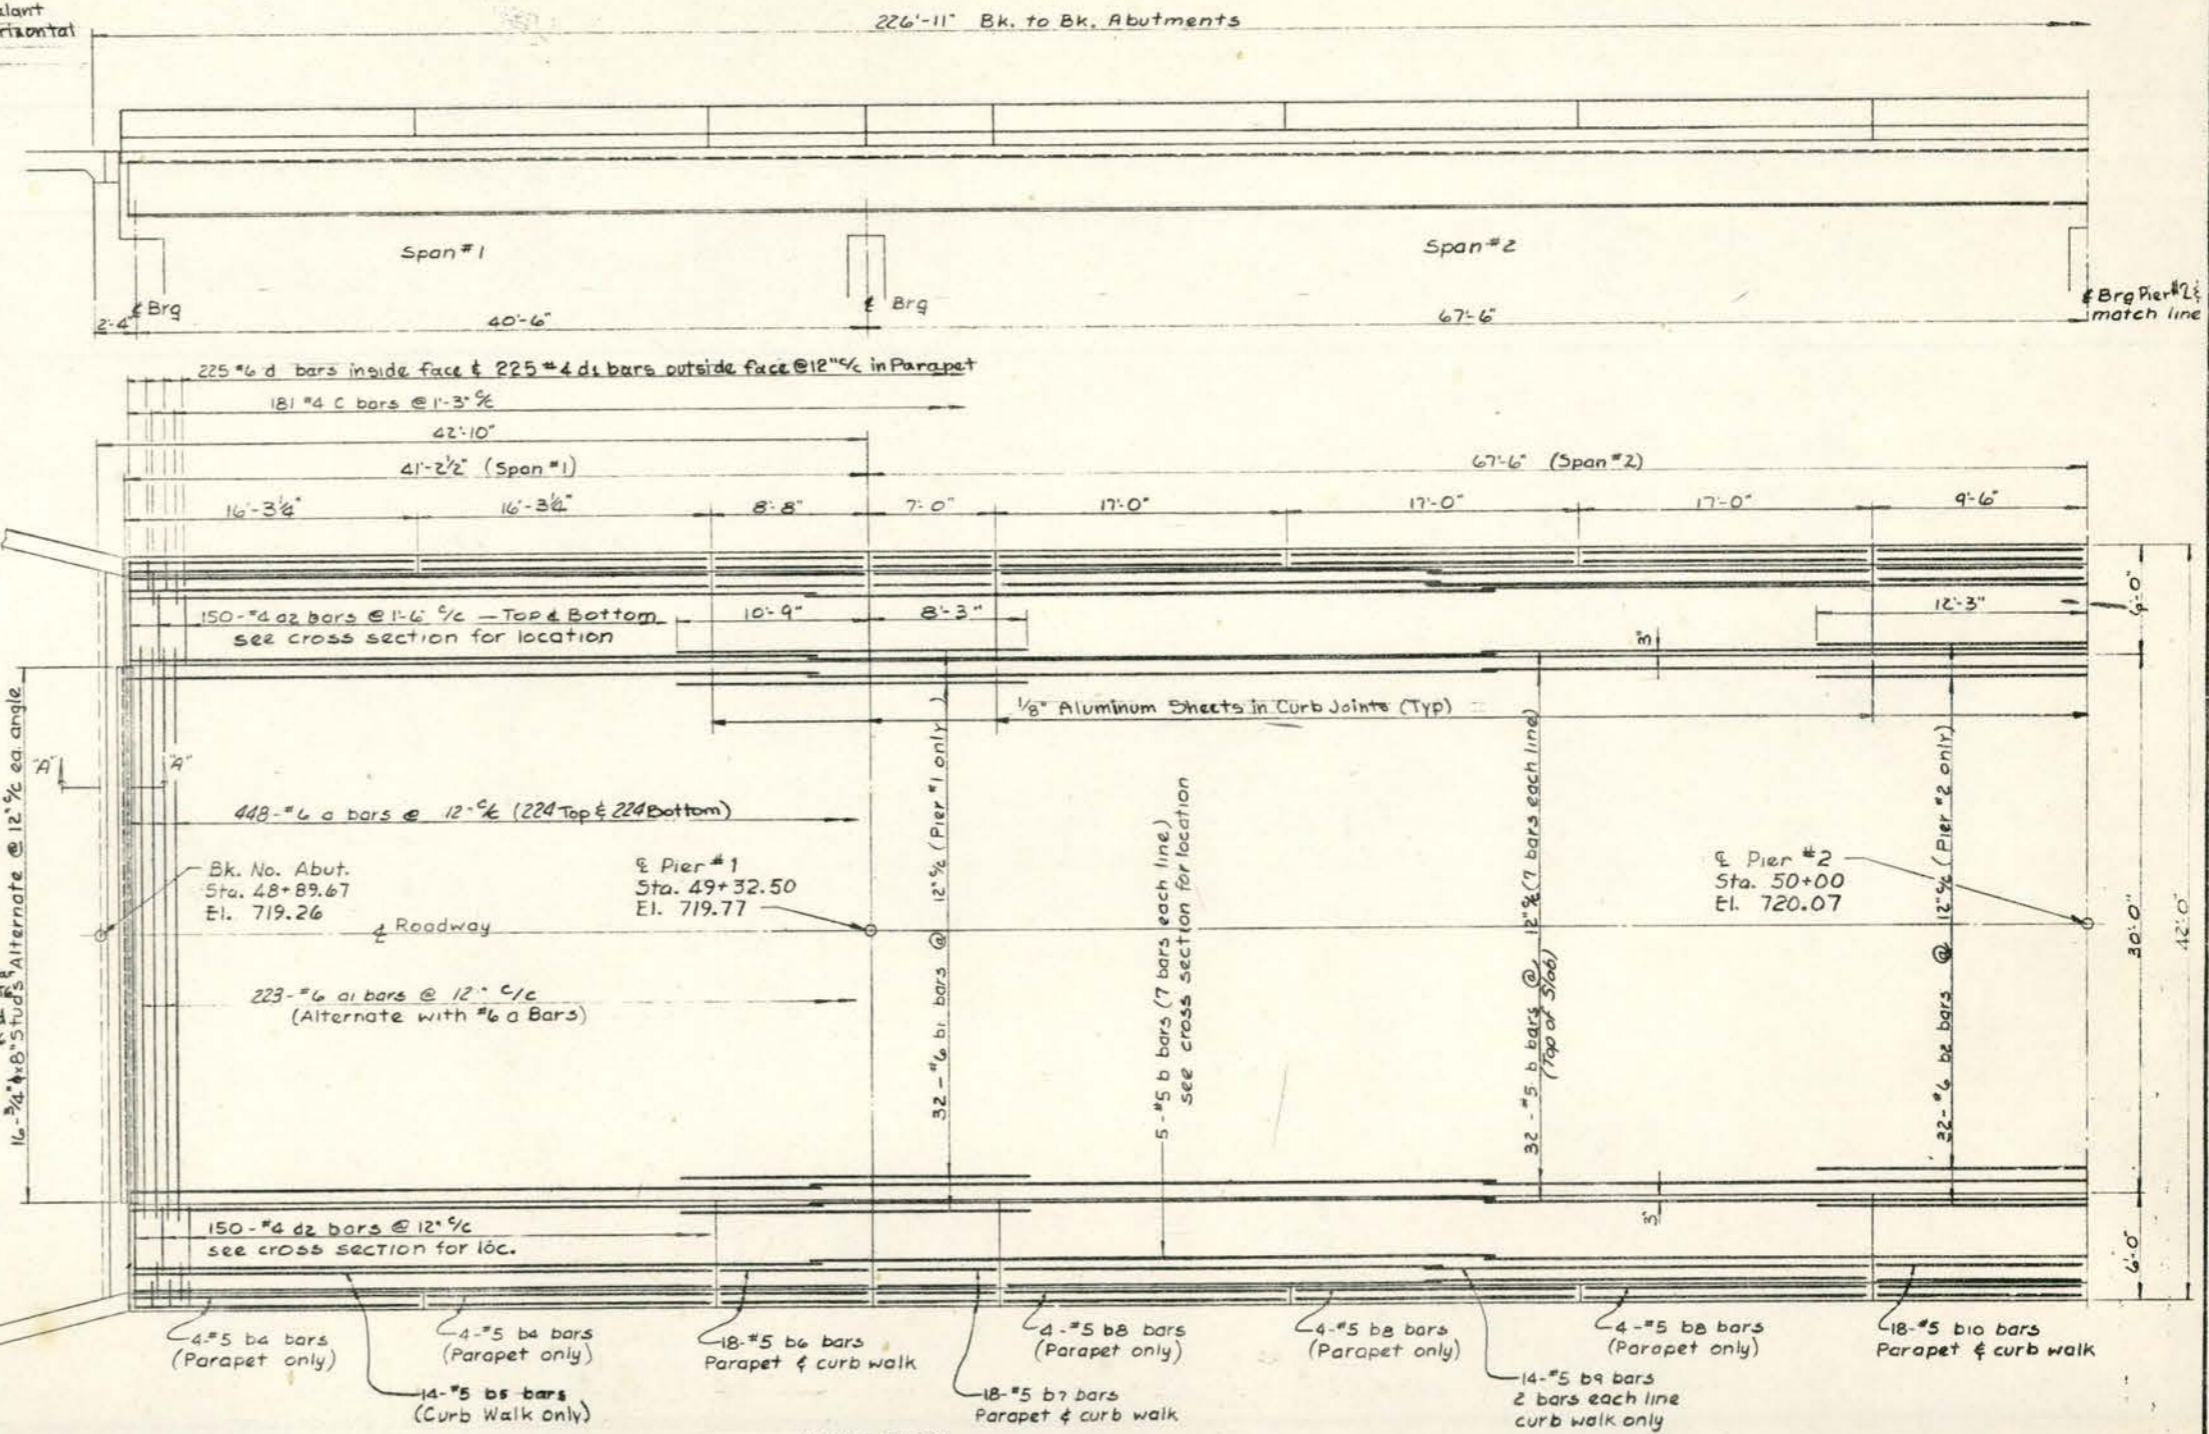 rizontal
226'-11" Bk. to Bk. Abutments
Span #1
Span #2
℄ Brg
℄ Brg
℄ Brg Pier #2 &
match line
2'-4"
40'-6"
67'-6"
225 #6 d bars inside face & 225 #4 d1 bars outside face @ 12" c/c in Parapet
181 #4 C bars @ 1'-3" c/c
42'-10"
41'-2½" (Span #1)
67'-6" (Span #2)
16'-3¼"
16'-3¼"
8'-8"
7'-0"
17'-0"
17'-0"
17'-0"
9'-6"
150-#4 a2 bars @ 1'-6" c/c — Top & Bottom
see cross section for location
10'-9"
8'-3"
12'-3"
6'-0"
3"
1/8" Aluminum Sheets in Curb Joints (Typ)
16-3/4"ϕx8" Studs Alternate @ 12" c/c ea. angle
"A"
"A"
448-#6 a bars @ 12" c/c (224 Top & 224 Bottom)
Bk. No. Abut.
Sta. 48+89.67
El. 719.26
℄ Pier #1
Sta. 49+32.50
El. 719.77
℄ Pier #2
Sta. 50+00
El. 720.07
℄ Roadway
223-#6 a1 bars @ 12" c/c
(Alternate with #6 a Bars)
32-#6 b1 bars @ 12" c/c (Pier #1 only)
5-#5 b bars (7 bars each line)
see cross section for location
32-#5 b bars @ 12" c/c (7 bars each line)
(Top of Slab)
32-#6 b2 bars @ 12" c/c (Pier #2 only)
30'-0"
42'-0"
150-#4 d2 bars @ 12" c/c
see cross section for loc.
3"
6'-0"
4-#5 b4 bars
(Parapet only)
4-#5 b4 bars
(Parapet only)
18-#5 b6 bars
Parapet & curb walk
4-#5 b8 bars
(Parapet only)
4-#5 b8 bars
(Parapet only)
4-#5 b8 bars
(Parapet only)
18-#5 b10 bars
Parapet & curb walk
14-#5 b5 bars
(Curb Walk only)
18-#5 b7 bars
Parapet & curb walk
14-#5 b9 bars
2 bars each line
curb walk only